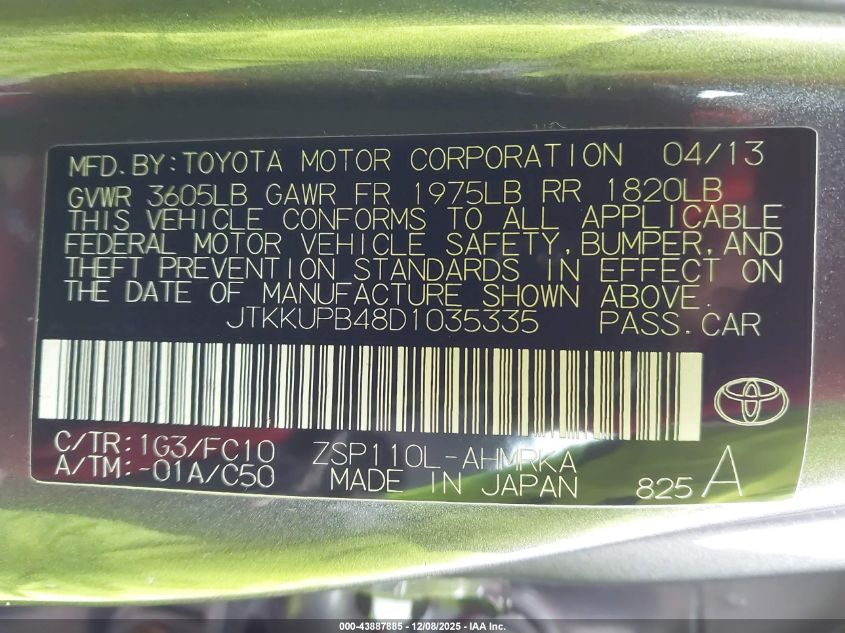 MFD.BY:TOYOTA MOTOR CORPORATION 04/13
GVWR 3605LB GAWR FR 1975LB RR 1820LB
THIS VEHICLE CONFORMS TO ALL APPLICABLE
FEDERAL MOTOR VEHICLE SAFETY,BUMPER,AND
THEFT PREVENTION STANDARDS IN EFFECT ON
THE DATE OF MANUFACTURE SHOWN ABOVE.
JTKKUPB48D1035335 PASS.CAR
C/TR:1G3/FC10 ZSP110L-AHMRKA
A/TM:-01A/C50 MADE IN JAPAN 825A
000-43887885 - 12/08/2025 - IAA Inc.